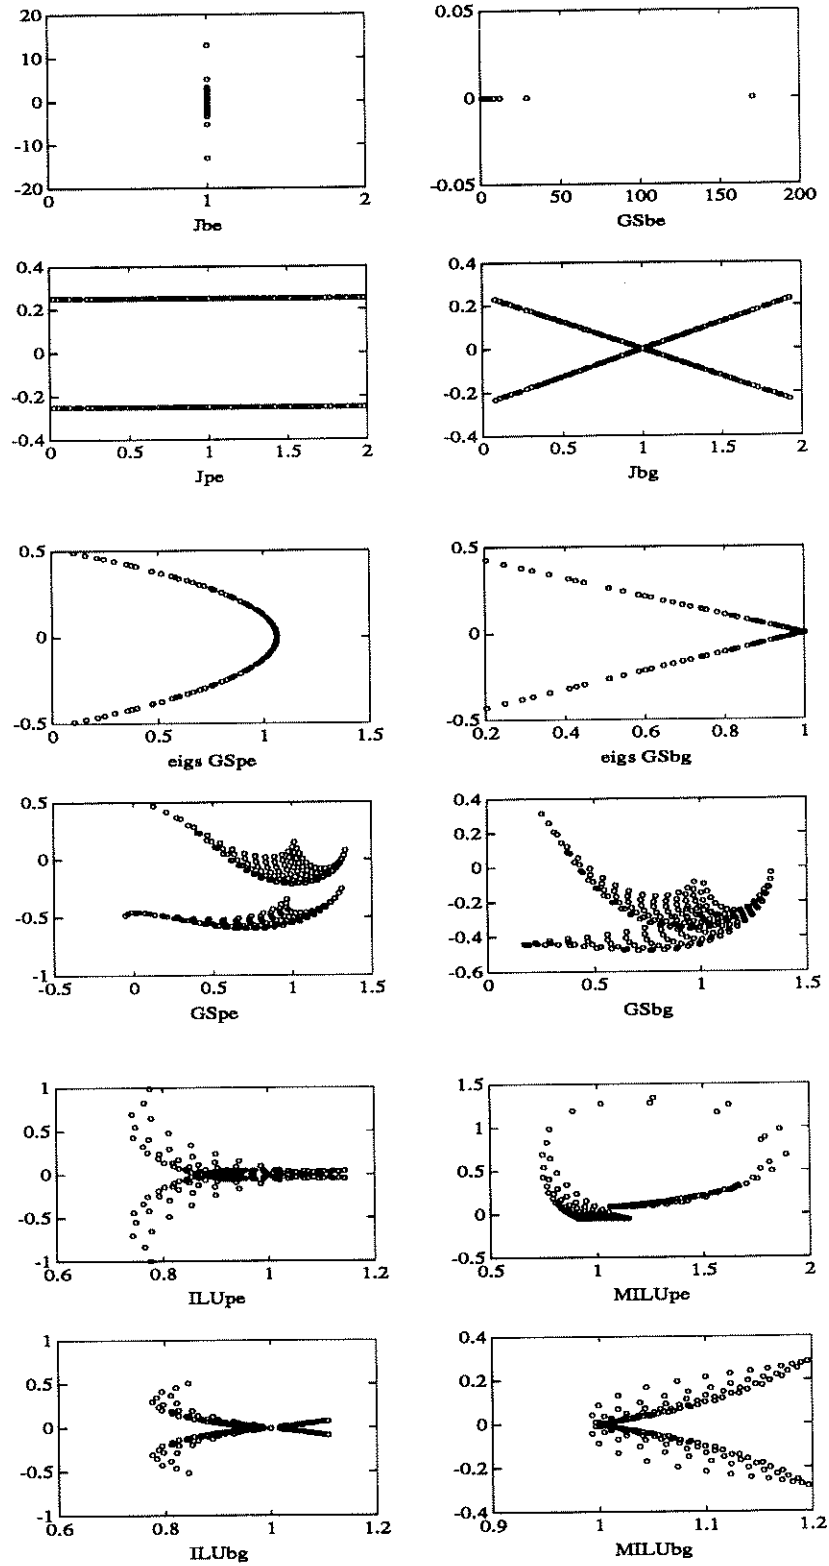 20
10
0
-10
-20
0 1 2
Jbe
0.05
0
-0.05
0 50 100 150 200
GSbe
0.4
0.2
0
-0.2
-0.4
0 0.5 1 1.5 2
Jpe
0.4
0.2
0
-0.2
-0.4
0 0.5 1 1.5 2
Jbg
0.5
0
-0.5
0 0.5 1 1.5
eigs GSpe
0.5
0
-0.5
0.2 0.4 0.6 0.8 1
eigs GSbg
0.5
0
-0.5
-1
-0.5 0 0.5 1 1.5
GSpe
0.4
0.2
0
-0.2
-0.4
-0.6
0 0.5 1 1.5
GSbg
1
0.5
0
-0.5
-1
0.6 0.8 1 1.2
ILUpe
1.5
1
0.5
0
-0.5
0.5 1 1.5 2
MILUpe
1
0.5
0
-0.5
-1
0.6 0.8 1 1.2
ILUbg
0.4
0.2
0
-0.2
-0.4
0.9 1 1.1 1.2
MILUbg